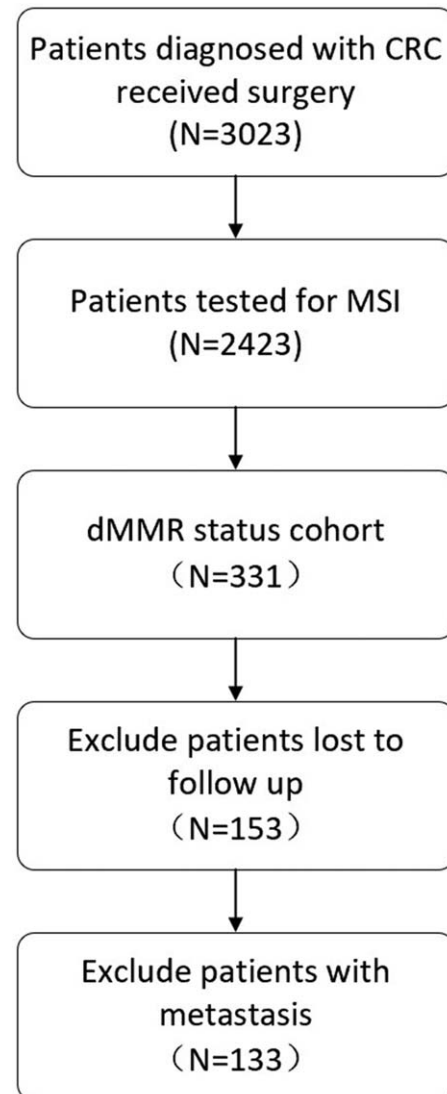 Patients diagnosed with CRC
received surgery
(N=3023)
Patients tested for MSI
(N=2423)
dMMR status cohort
（N=331）
Exclude patients lost to
follow up
（N=153）
Exclude patients with
metastasis
（N=133）